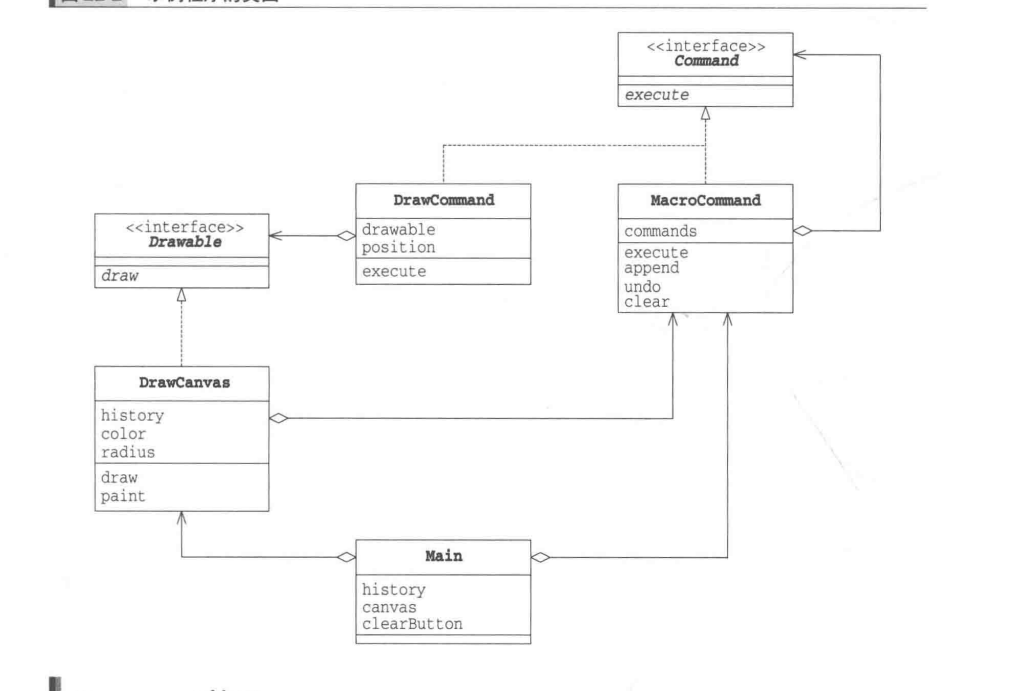 <<interface>>
Command
execute
DrawCommand
drawable
position
execute
MacroCommand
commands
execute
append
undo
clear
<<interface>>
Drawable
draw
DrawCanvas
history
color
radius
draw
paint
Main
history
canvas
clearButton